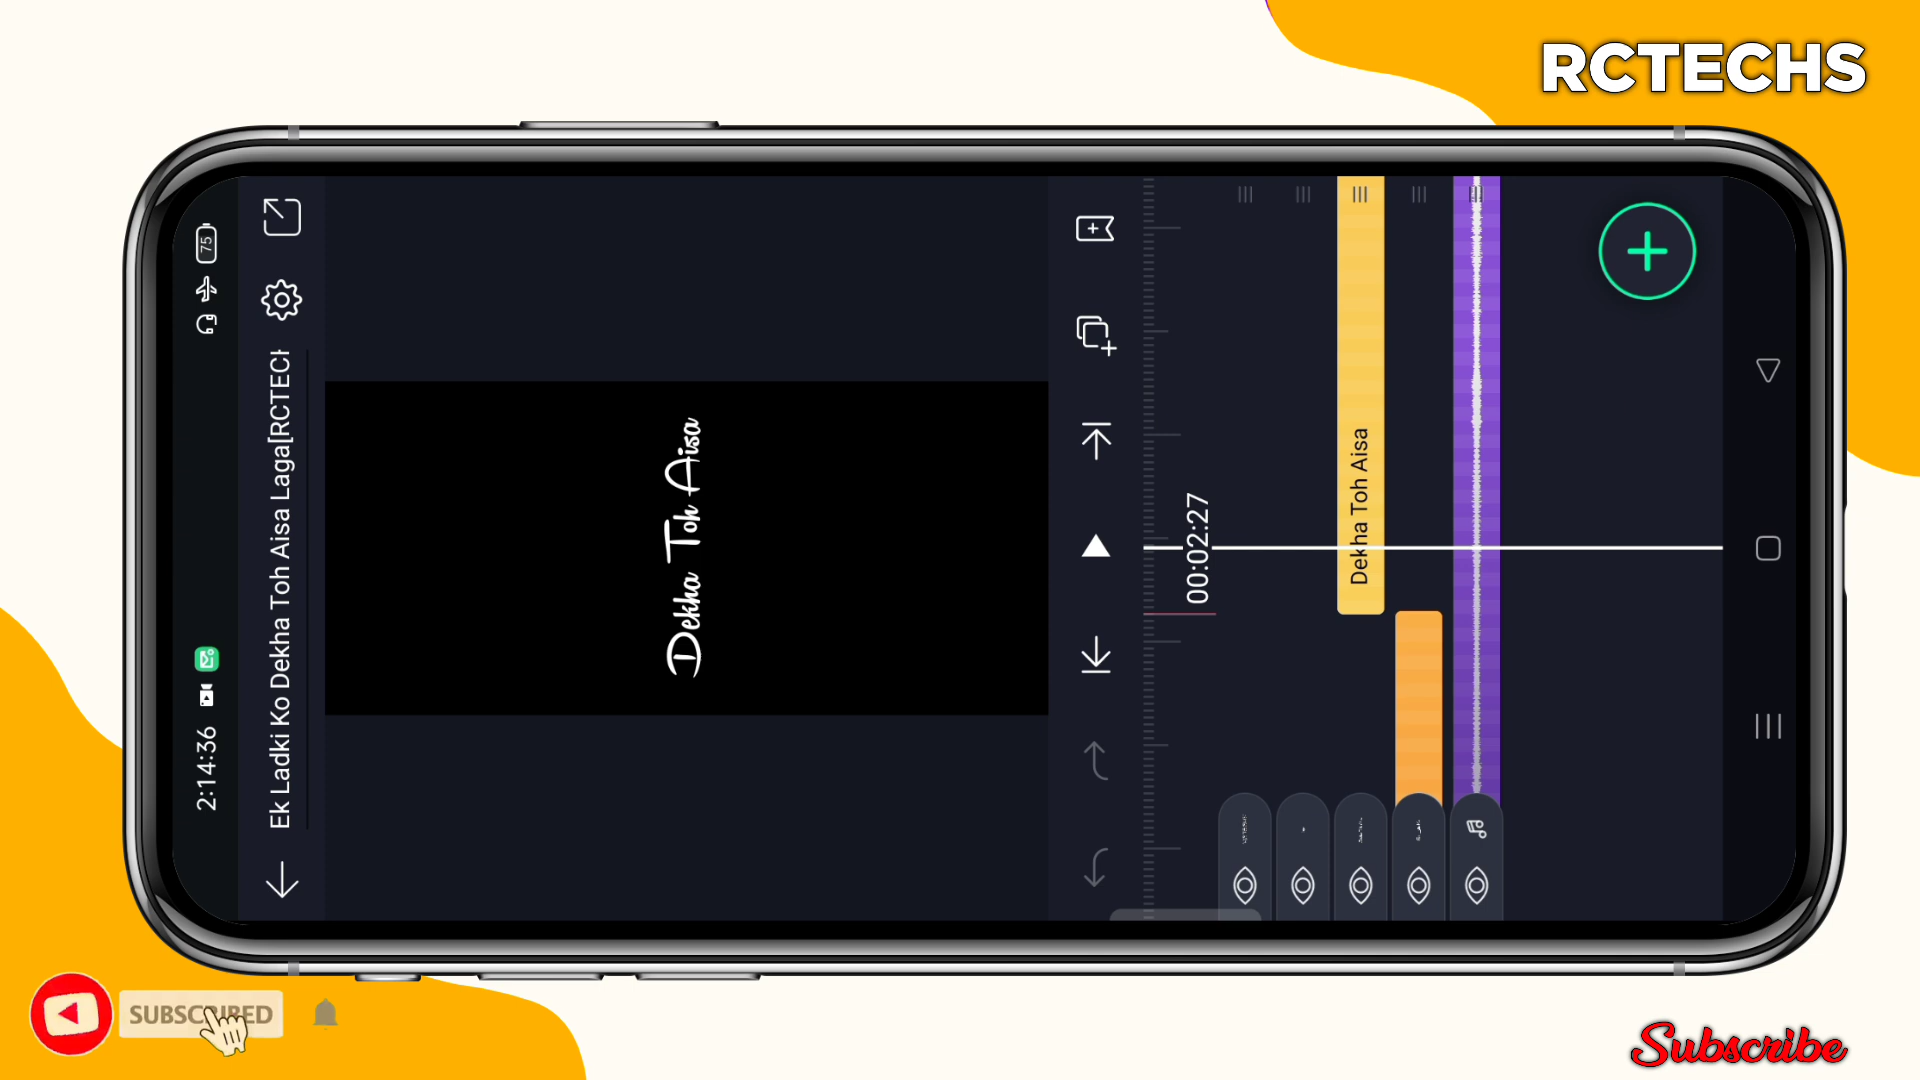 RCTECHS
2:14:36
75
Ek Ladki Ko Dekha Toh Aisa Laga[RCTECH
Dekha Toh Aisa
00:02:27
Dekha Toh Aisa
SUBSCRIBED
Subscribe